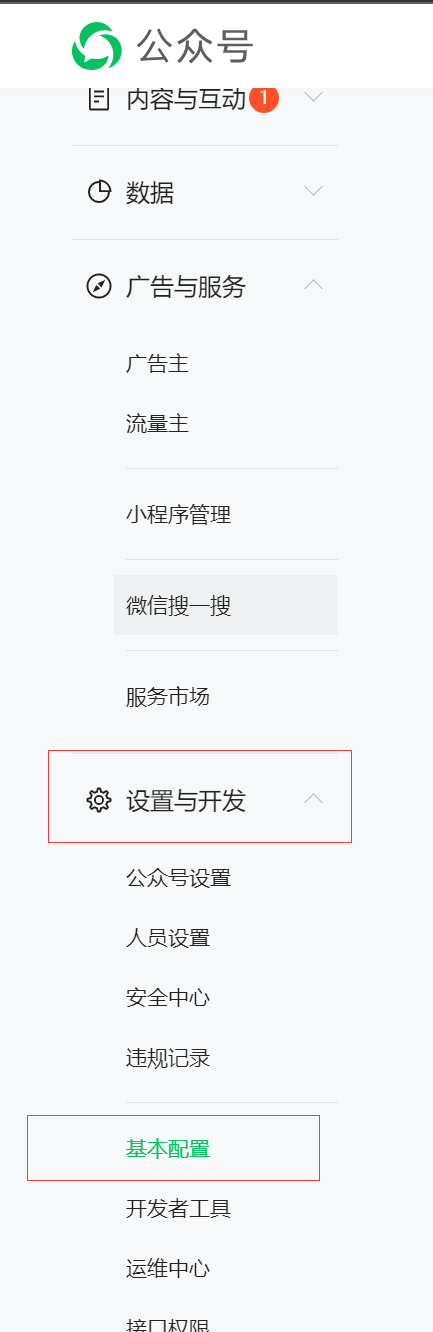 公众号
内容与互动 1
数据
广告与服务
广告主
流量主
小程序管理
微信搜一搜
服务市场
设置与开发
公众号设置
人员设置
安全中心
违规记录
基本配置
开发者工具
运维中心
接口权限